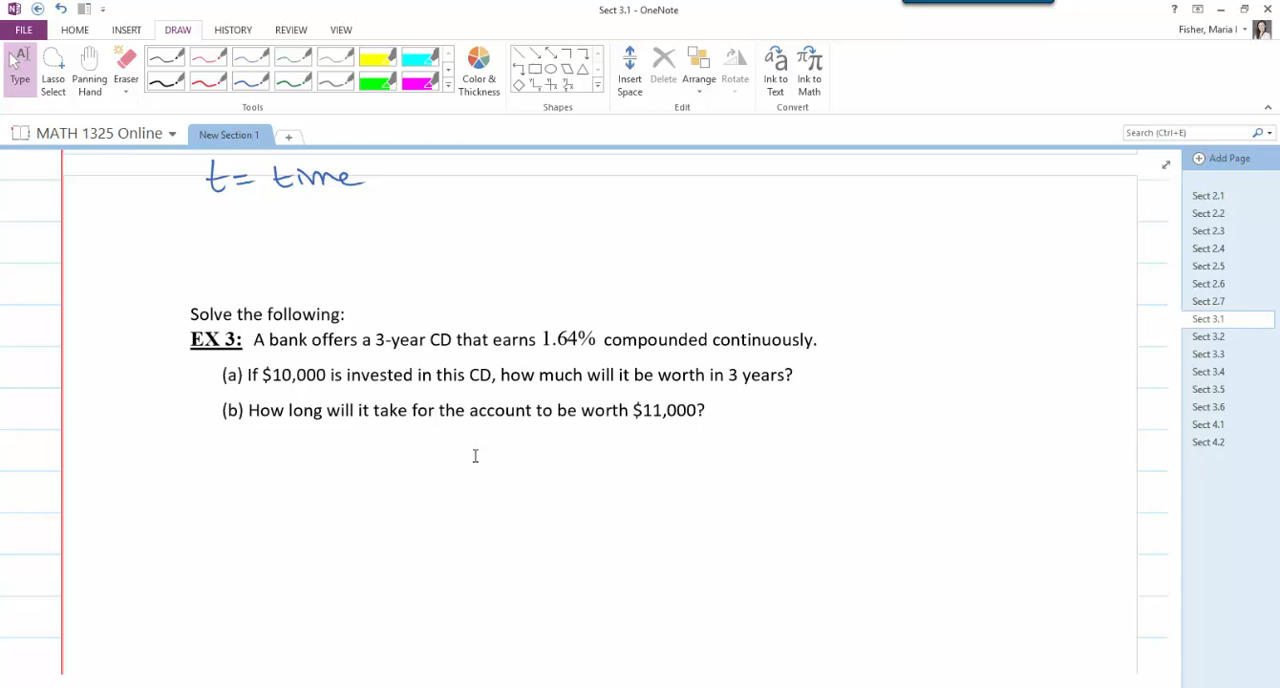 Sect 3.1 - OneNote
?
FILE HOME INSERT DRAW HISTORY REVIEW VIEW
Fisher, Maria I
Type
Lasso Select
Panning Hand
Eraser
Color & Thickness
Insert Space
Delete
Arrange
Rotate
Ink to Text
Ink to Math
Tools
Shapes
Edit
Convert
MATH 1325 Online
New Section 1
+
Search (Ctrl+E)
Add Page
t = time
Solve the following:
EX 3: A bank offers a 3-year CD that earns 1.64% compounded continuously.
(a) If $10,000 is invested in this CD, how much will it be worth in 3 years?
(b) How long will it take for the account to be worth $11,000?
Sect 2.1
Sect 2.2
Sect 2.3
Sect 2.4
Sect 2.5
Sect 2.6
Sect 2.7
Sect 3.1
Sect 3.2
Sect 3.3
Sect 3.4
Sect 3.5
Sect 3.6
Sect 4.1
Sect 4.2